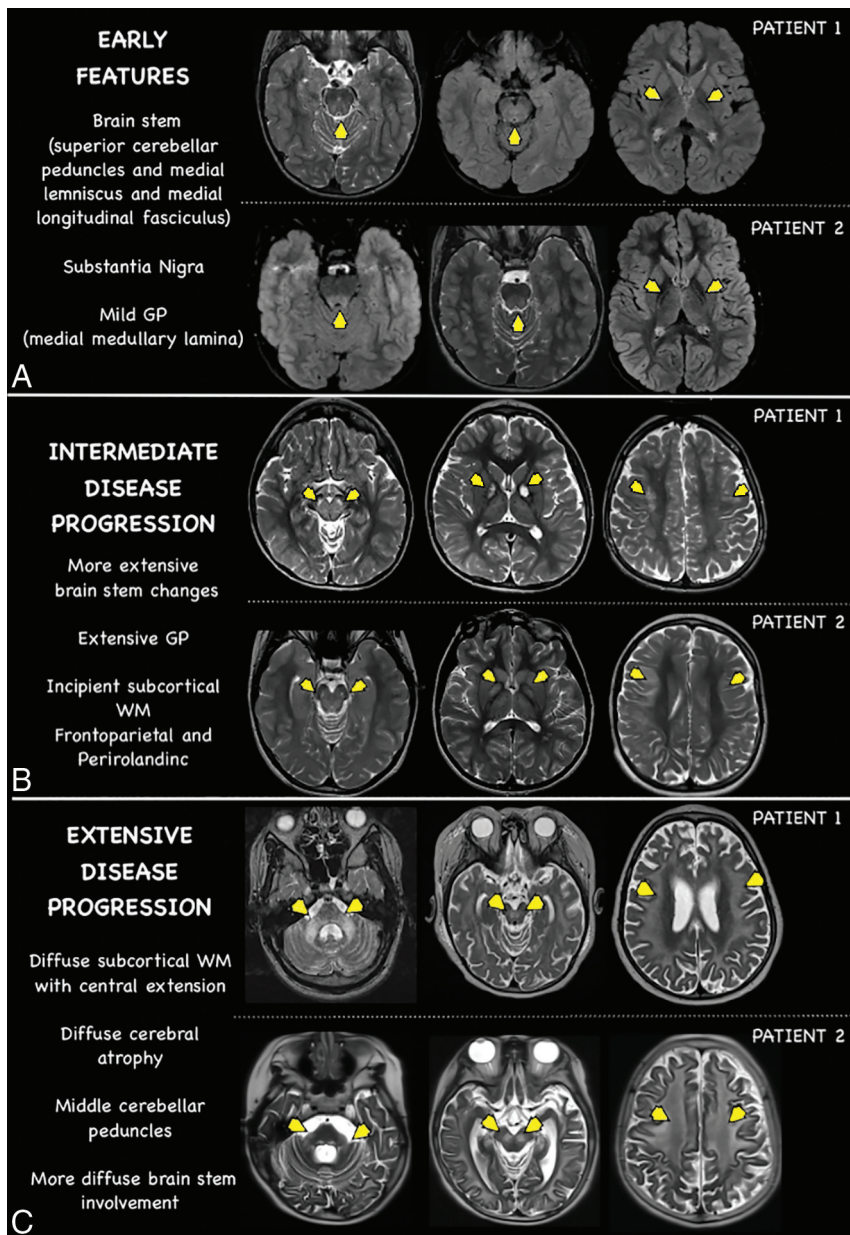 EARLY
FEATURES
Brain stem
(superior cerebellar
peduncles and medial
lemniscus and medial
longitudinal fasciculus)
Substantia Nigra
Mild GP
(medial medullary lamina)
A
PATIENT 1
PATIENT 2
INTERMEDIATE
DISEASE
PROGRESSION
More extensive
brain stem changes
Extensive GP
Incipient subcortical
WM
Frontoparietal and
Perirolandinc
B
PATIENT 1
PATIENT 2
EXTENSIVE
DISEASE
PROGRESSION
Diffuse subcortical WM
with central extension
Diffuse cerebral
atrophy
Middle cerebellar
peduncles
More diffuse brain stem
involvement
C
PATIENT 1
PATIENT 2